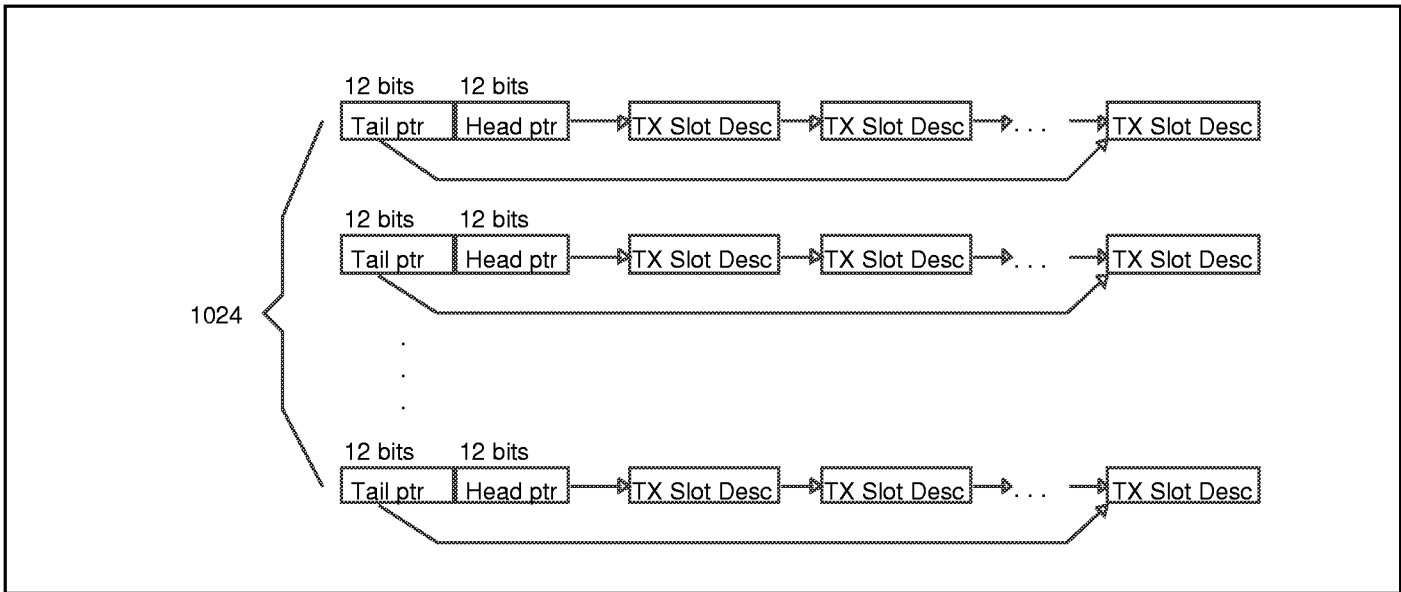 12 bits 12 bits
Tail ptr Head ptr TX Slot Desc TX Slot Desc . . . TX Slot Desc
12 bits 12 bits
Tail ptr Head ptr TX Slot Desc TX Slot Desc . . . TX Slot Desc
1024
.
.
.
12 bits 12 bits
Tail ptr Head ptr TX Slot Desc TX Slot Desc . . . TX Slot Desc